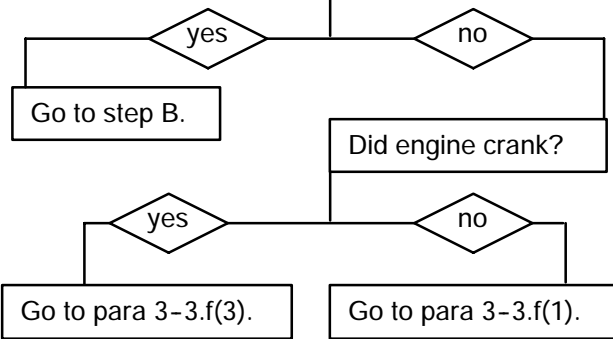 yes
no
Go to step B.
Did engine crank?
yes
no
Go to para 3-3.f(3).
Go to para 3-3.f(1).